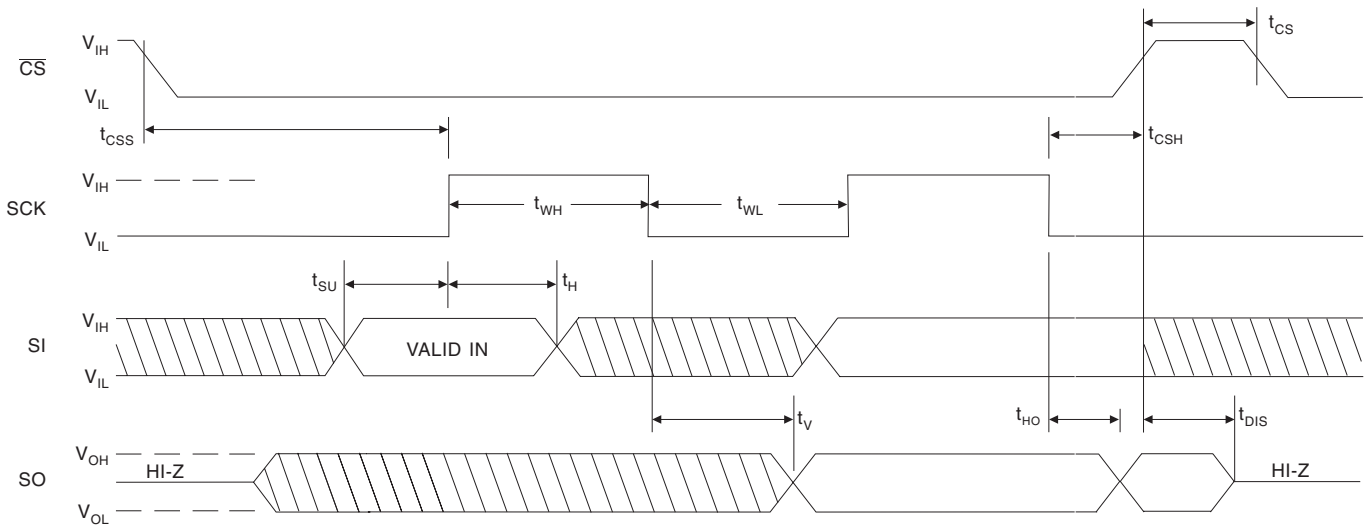 V_IH
t_CS
C̅S̅
V_IL
t_CSS
t_CSH
V_IH
SCK
t_WH
t_WL
V_IL
t_SU
t_H
V_IH
SI
VALID IN
V_IL
t_V
t_HO
t_DIS
V_OH
HI-Z
HI-Z
SO
V_OL